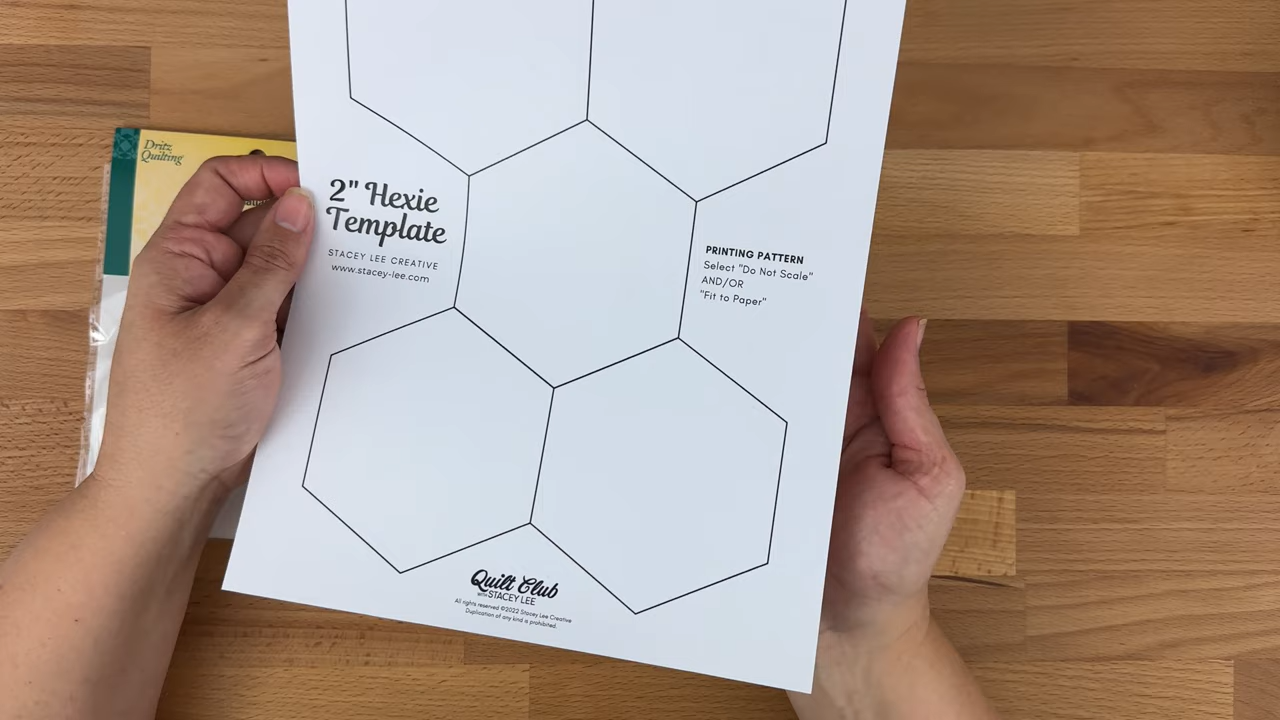 Dritz
Quilting
2" Hexie
Template
STACEY LEE CREATIVE
www.stacey-lee.com
PRINTING PATTERN
Select "Do Not Scale"
AND/OR
"Fit to Paper"
Quilt Club
WITH STACEY LEE
All rights reserved ©2022 Stacey Lee Creative
Duplication of any kind is prohibited.